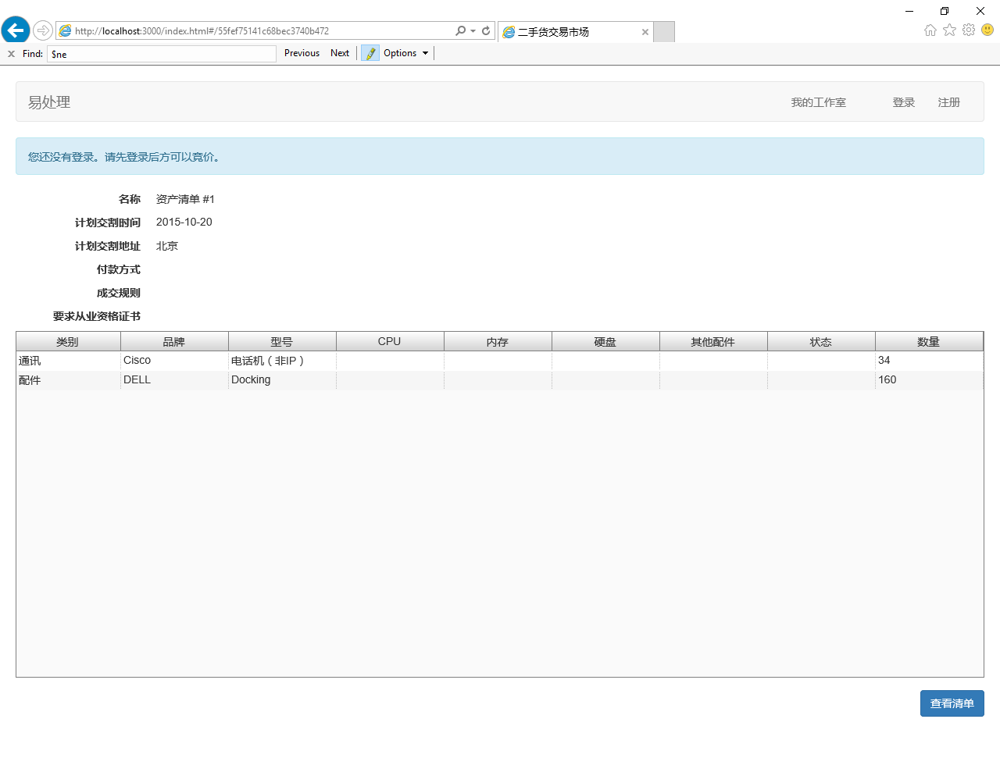 http://localhost:3000/index.html#/55fef75141c68bec3740b472
二手货交易市场
Find: $ne Previous Next Options
易处理 我的工作室 登录 注册
您还没有登录。请先登录后方可以竞价。
名称 资产清单 #1
计划交割时间 2015-10-20
计划交割地址 北京
付款方式
成交规则
要求从业资格证书
类别 品牌 型号 CPU 内存 硬盘 其他配件 状态 数量
通讯 Cisco 电话机（非IP） 34
配件 DELL Docking 160
查看清单